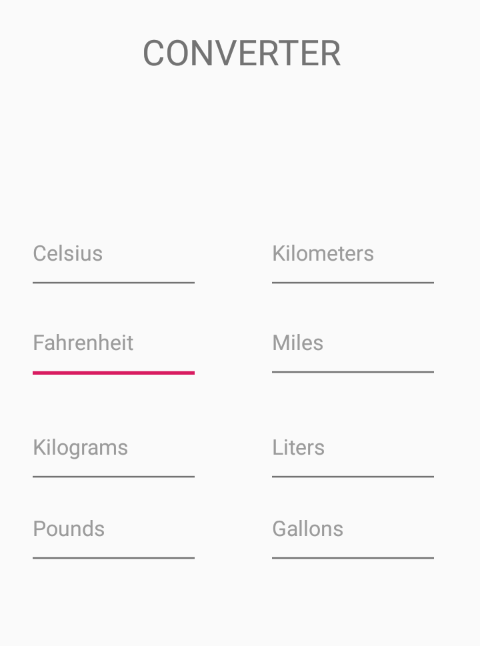 CONVERTER
Celsius
Kilometers
Fahrenheit
Miles
Kilograms
Liters
Pounds
Gallons